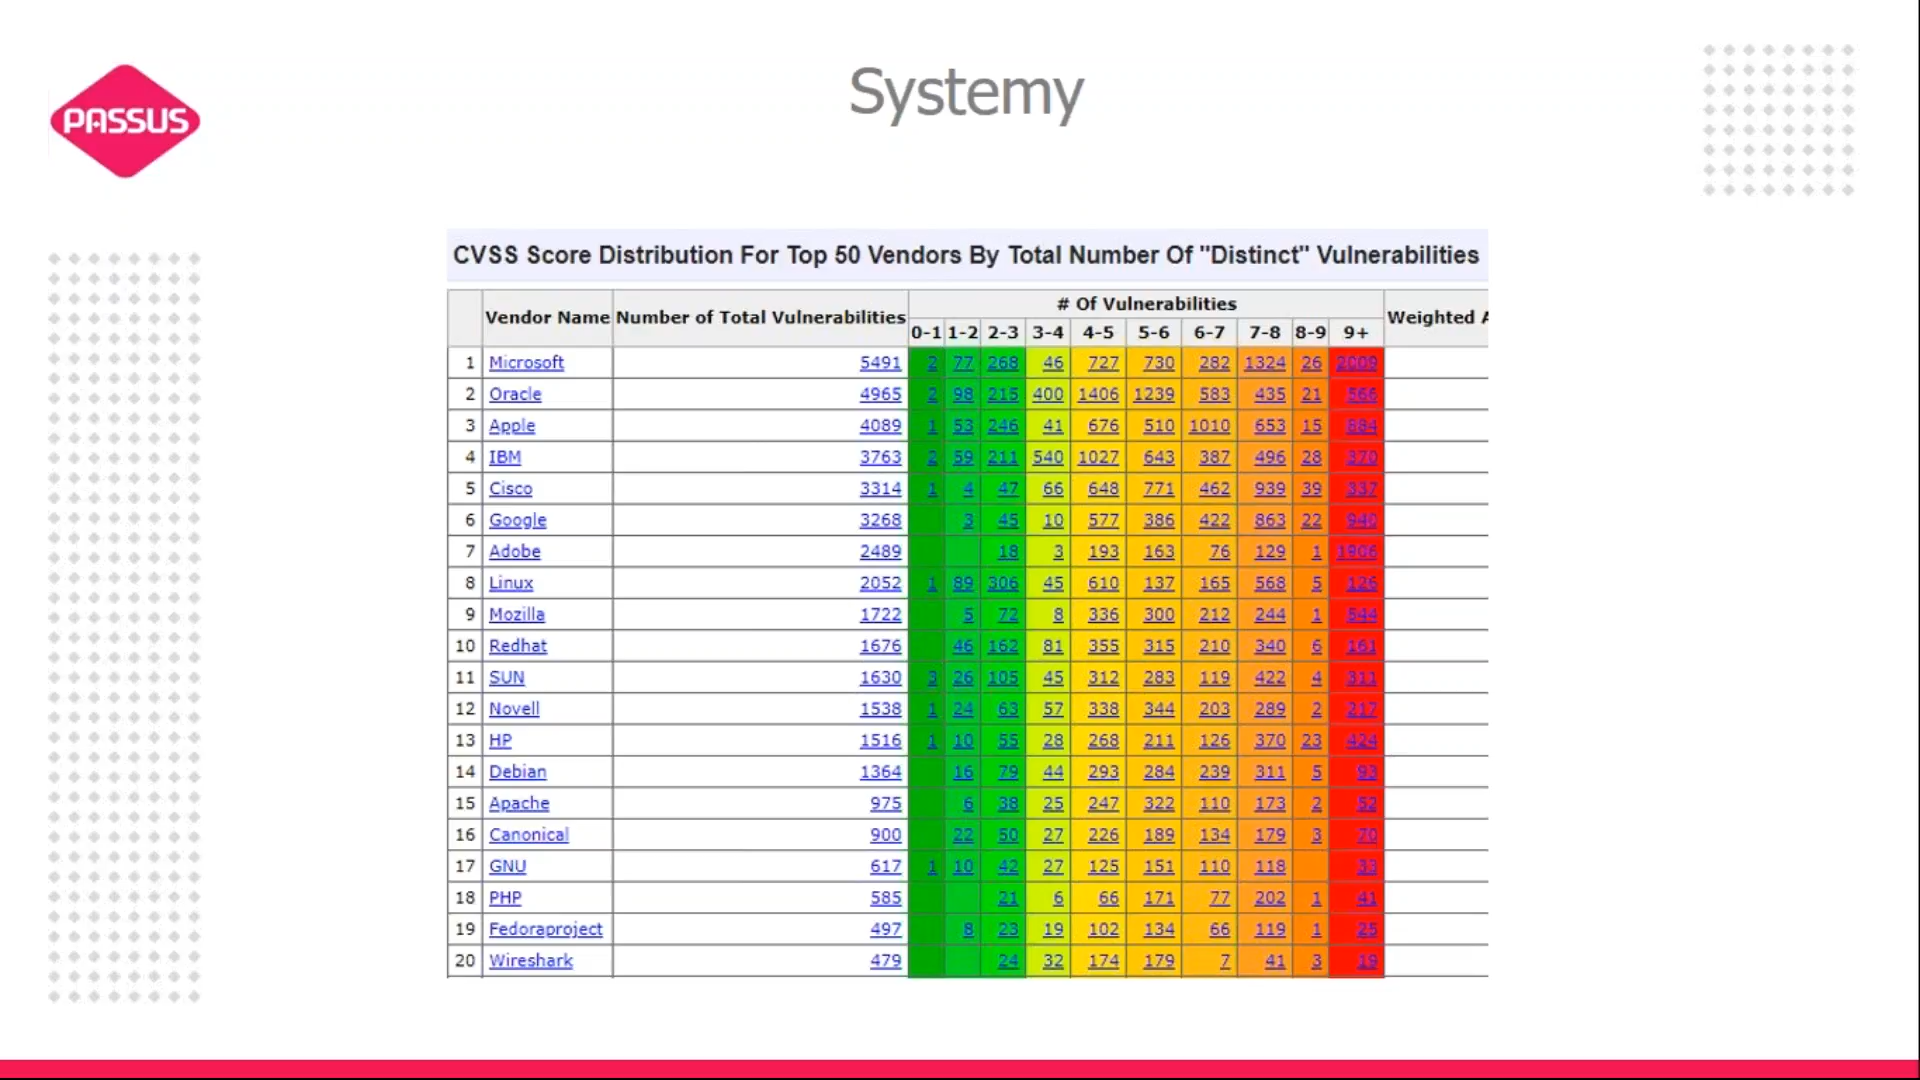 Systemy
PASSUS
CVSS Score Distribution For Top 50 Vendors By Total Number Of "Distinct" Vulnerabilities
Vendor Name Number of Total Vulnerabilities # Of Vulnerabilities Weighted A
0-1 1-2 2-3 3-4 4-5 5-6 6-7 7-8 8-9 9+
1 Microsoft 5491 2 77 268 46 727 730 282 1324 26 2009
2 Oracle 4965 2 98 215 400 1406 1239 583 435 21 566
3 Apple 4089 1 53 246 41 676 510 1010 653 15 884
4 IBM 3763 2 59 211 540 1027 643 387 496 28 370
5 Cisco 3314 1 4 47 66 648 771 462 939 39 337
6 Google 3268 3 45 10 577 386 422 863 22 940
7 Adobe 2489 18 3 193 163 76 129 1 1906
8 Linux 2052 1 89 306 45 610 137 165 568 5 126
9 Mozilla 1722 5 72 8 336 300 212 244 1 544
10 Redhat 1676 46 162 81 355 315 210 340 6 161
11 SUN 1630 3 26 105 45 312 283 119 422 4 311
12 Novell 1538 1 24 63 57 338 344 203 289 2 217
13 HP 1516 1 10 55 28 268 211 126 370 23 424
14 Debian 1364 16 79 44 293 284 239 311 5 93
15 Apache 975 6 38 25 247 322 110 173 2 52
16 Canonical 900 22 50 27 226 189 134 179 3 70
17 GNU 617 1 10 42 27 125 151 110 118 33
18 PHP 585 21 6 66 171 77 202 1 41
19 Fedoraproject 497 8 23 19 102 134 66 119 1 25
20 Wireshark 479 24 32 174 179 7 41 3 19